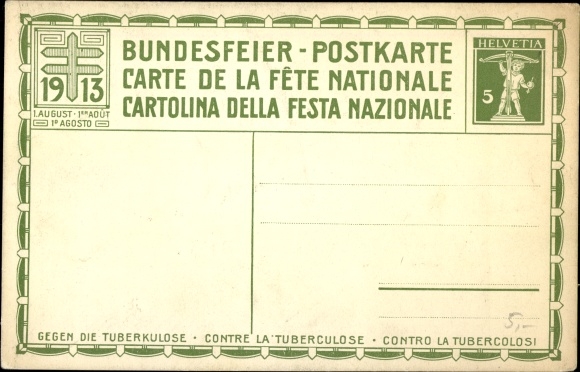 BUNDESFEIER - POSTKARTE
CARTE DE LA FÊTE NATIONALE
CARTOLINA DELLA FESTA NAZIONALE
1913
1. AUGUST · 1ER AOÛT
1º AGOSTO
HELVETIA
5
5,-
GEGEN DIE TUBERKULOSE · CONTRE LA TUBERCULOSE · CONTRO LA TUBERCOLOSI